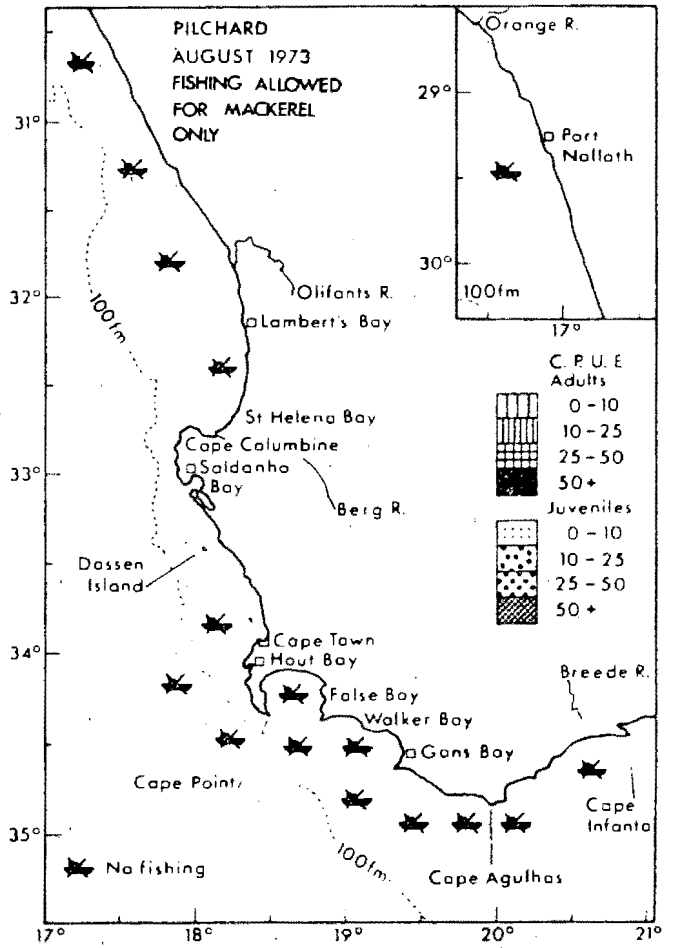 PILCHARD
AUGUST 1973
FISHING ALLOWED
FOR MACKEREL
ONLY
Orange R.
29°
Port
Nolloth
30°
100fm
17°
31°
32°
33°
34°
35°
100fm
Olifants R.
Lambert's Bay
St Helena Bay
Cape Columbine
Saldanha
Bay
Berg R.
Dassen
Island
Cape Town
Hout Bay
False Bay
Walker Bay
Gans Bay
Breede R.
Cape Point
Cape
Infanta
Cape Agulhas
100fm.
No fishing
17°
18°
19°
20°
21°
C. P. U. E
Adults
0-10
10-25
25-50
50+
Juveniles
0-10
10-25
25-50
50+